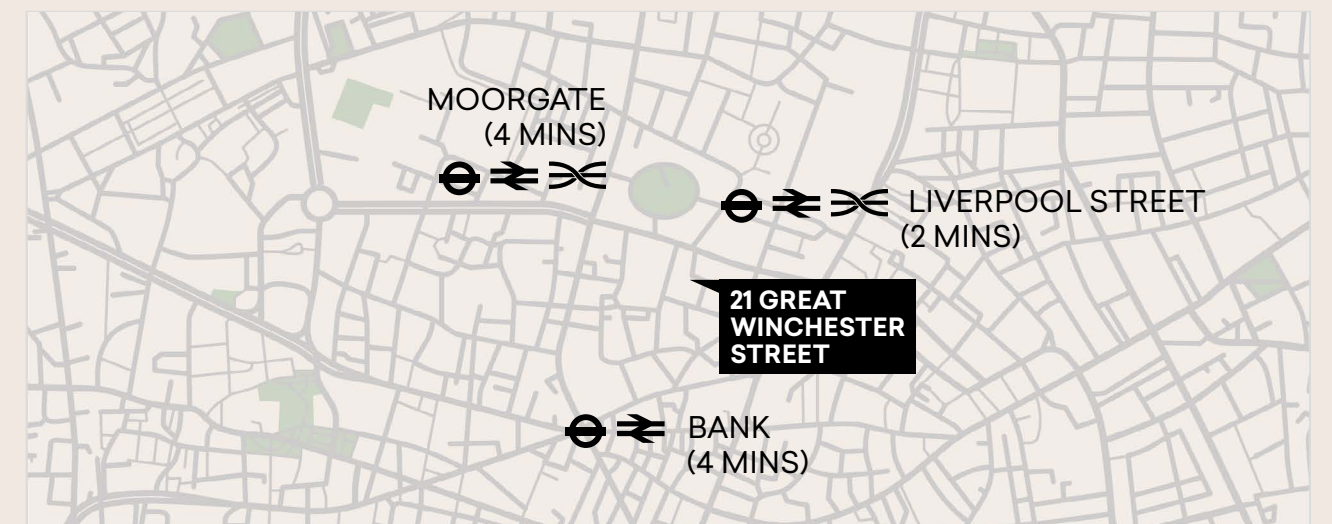 MOORGATE
(4 MINS)
LIVERPOOL STREET
(2 MINS)
21 GREAT
WINCHESTER
STREET
BANK
(4 MINS)